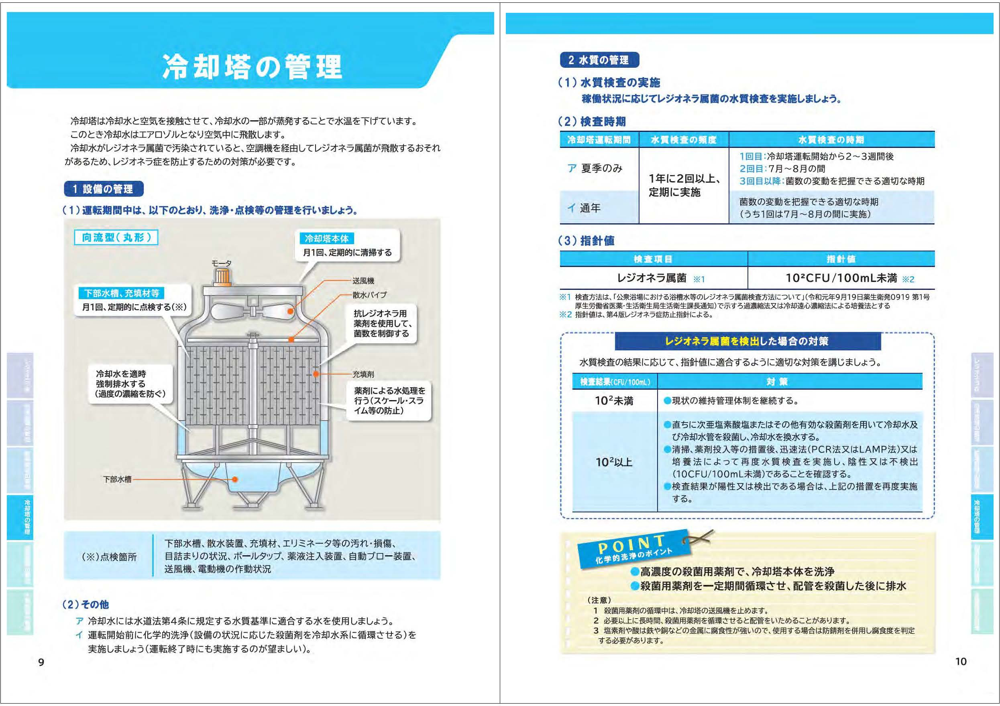 冷却塔の管理
冷却塔は冷却水と空気を接触させて、冷却水の一部が蒸発することで水温を下げています。
このとき冷却水はエアロゾルとなり空気中に飛散します。
冷却水がレジオネラ属菌で汚染されていると、空調機を経由してレジオネラ属菌が飛散するおそれ
があるため、レジオネラ症を防止するための対策が必要です。
1 設備の管理
(1)運転期間中は、以下のとおり、洗浄・点検等の管理を行いましょう。
向流型(丸形)
冷却塔本体
月1回、定期的に清掃する
モータ
送風機
下部水槽、充填材等
月1回、定期的に点検する(※)
散水パイプ
抗レジオネラ用
薬剤を使用して、
菌数を制御する
冷却水を適時
強制排水する
(過度の濃縮を防ぐ)
充填剤
薬剤による水処理を
行う(スケール・スラ
イム等の防止)
下部水槽
(※)点検箇所
下部水槽、散水装置、充填材、エリミネータ等の汚れ・損傷、
目詰まりの状況、ボールタップ、薬液注入装置、自動ブロー装置、
送風機、電動機の作動状況
(2)その他
ア 冷却水には水道法第4条に規定する水質基準に適合する水を使用しましょう。
イ 運転開始前に化学的洗浄(設備の状況に応じた殺菌剤を冷却水系に循環させる)を
実施しましょう(運転終了時にも実施するのが望ましい)。
冷却塔の管理
9
2 水質の管理
(1)水質検査の実施
稼働状況に応じてレジオネラ属菌の水質検査を実施しましょう。
(2)検査時期
冷却塔運転期間 水質検査の頻度 水質検査の時期
ア 夏季のみ
1年に2回以上、
定期に実施
1回目:冷却塔運転開始から2〜3週間後
2回目:7月〜8月の間
3回目以降:菌数の変動を把握できる適切な時期
イ 通年
菌数の変動を把握できる適切な時期
(うち1回は7月〜8月の間に実施)
(3)指針値
検査項目 指針値
レジオネラ属菌 ※1 10²CFU/100mL未満 ※2
※1 検査方法は、「公衆浴場における浴槽水等のレジオネラ属菌検査方法について」(令和元年9月19日薬生衛発0919 第1号
厚生労働省医薬・生活衛生局生活衛生課長通知)で示すろ過濃縮法又は冷却遠心濃縮法による培養法とする
※2 指針値は、第4版レジオネラ症防止指針による。
レジオネラ属菌を検出した場合の対策
水質検査の結果に応じて、指針値に適合するように適切な対策を講じましょう。
検査結果(CFU/100mL) 対 策
10²未満 ●現状の維持管理体制を継続する。
10²以上
●直ちに次亜塩素酸塩またはその他有効な殺菌剤を用いて冷却水及
び冷却水管を殺菌し、冷却水を換水する。
●清掃、薬剤投入等の措置後、迅速法(PCR法又はLAMP法)又は
培養法によって再度水質検査を実施し、陰性又は不検出
(10CFU/100mL未満)であることを確認する。
●検査結果が陽性又は検出である場合は、上記の措置を再度実施
する。
POINT
化学的洗浄のポイント
●高濃度の殺菌用薬剤で、冷却塔本体を洗浄
●殺菌用薬剤を一定期間循環させ、配管を殺菌した後に排水
(注意)
1 殺菌用薬剤の循環中は、冷却塔の送風機を止めます。
2 必要以上に長時間、殺菌用薬剤を循環させると配管をいためることがあります。
3 塩素剤や酸は鉄や銅などの金属に腐食性が強いので、使用する場合は防錆剤を併用し腐食度を判定
する必要があります。
冷却塔の管理
10